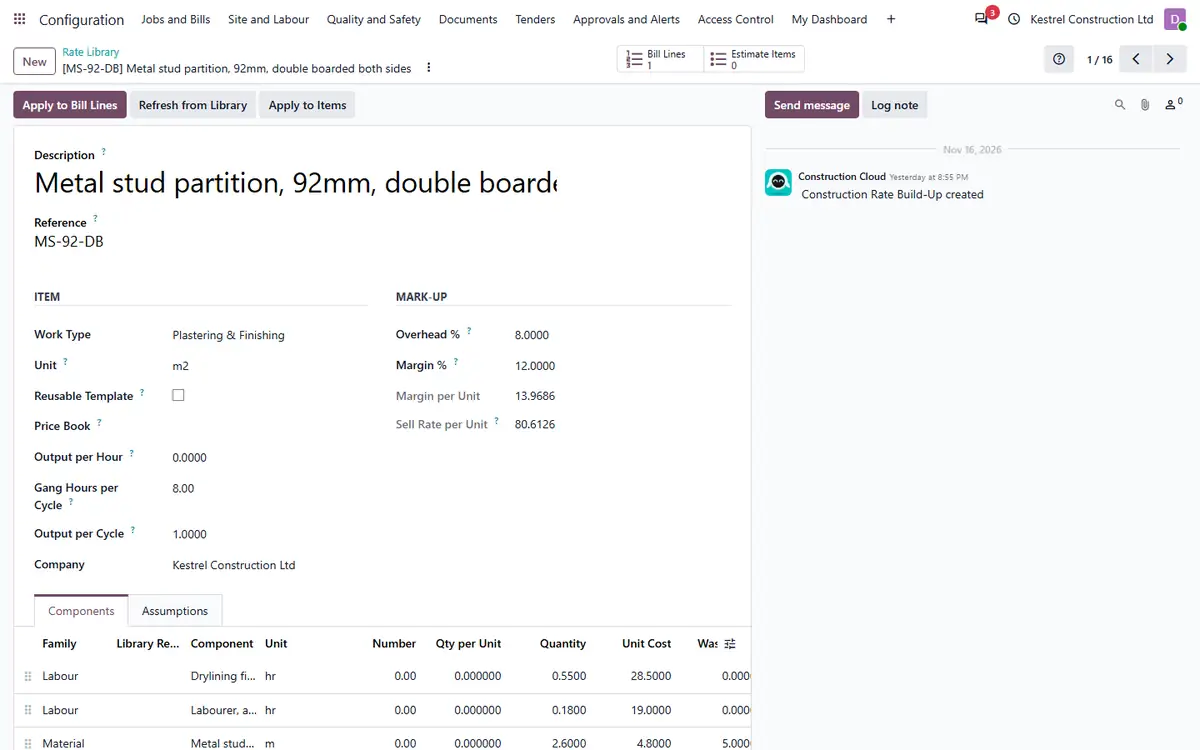 Configuration Jobs and Bills Site and Labour Quality and Safety Documents Tenders Approvals and Alerts Access Control My Dashboard + 3 Kestrel Construction Ltd D
New Rate Library
[MS-92-DB] Metal stud partition, 92mm, double boarded both sides
Bill Lines 1 Estimate Items 0 1 / 16
Apply to Bill Lines Refresh from Library Apply to Items Send message Log note 0
Description ?
Metal stud partition, 92mm, double boarde
Reference ?
MS-92-DB
Nov 16, 2026
Construction Cloud Yesterday at 8:55 PM
Construction Rate Build-Up created
ITEM MARK-UP
Work Type Plastering & Finishing Overhead % ? 8.0000
Unit ? m2 Margin % ? 12.0000
Reusable Template ? Margin per Unit 13.9686
Price Book ? Sell Rate per Unit ? 80.6126
Output per Hour ? 0.0000
Gang Hours per Cycle ? 8.00
Output per Cycle ? 1.0000
Company Kestrel Construction Ltd
Components Assumptions
Family Library Re... Component Unit Number Qty per Unit Quantity Unit Cost Was
Labour Drylining fi... hr 0.00 0.000000 0.5500 28.5000 0.000
Labour Labourer, a... hr 0.00 0.000000 0.1800 19.0000 0.000
Material Metal stud... m 0.00 0.000000 2.6000 4.8000 5.000